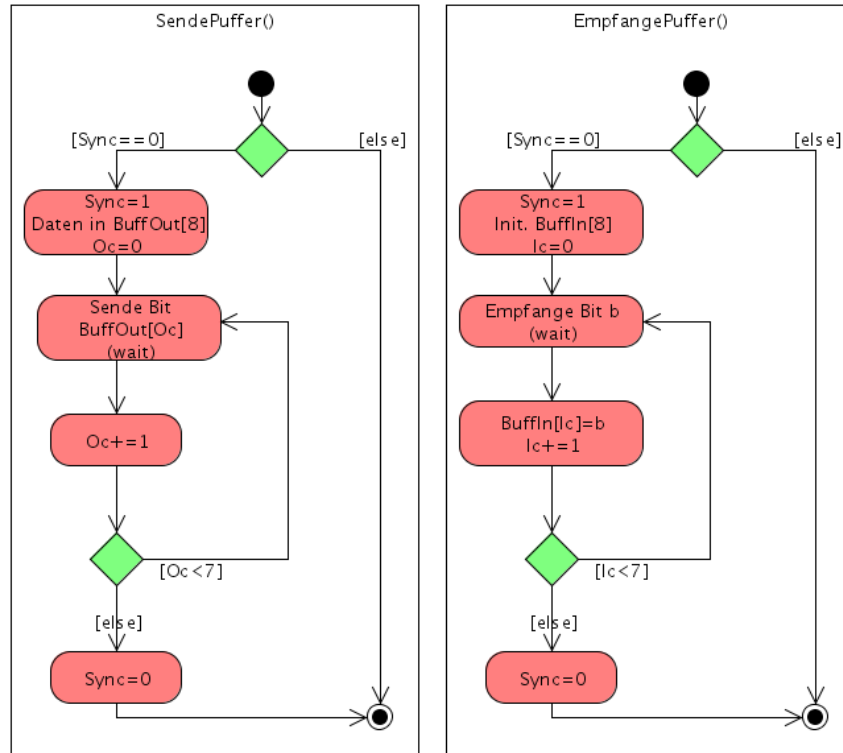 SendePuffer()
[Sync==0]
[else]
Sync=1
Daten in BuffOut[8]
Oc=0
Sende Bit
BuffOut[Oc]
(wait)
Oc+=1
[Oc<7]
[else]
Sync=0
EmpfangePuffer()
[Sync==0]
[else]
Sync=1
Init. BuffIn[8]
Ic=0
Empfange Bit b
(wait)
BuffIn[Ic]=b
Ic+=1
[Ic<7]
[else]
Sync=0